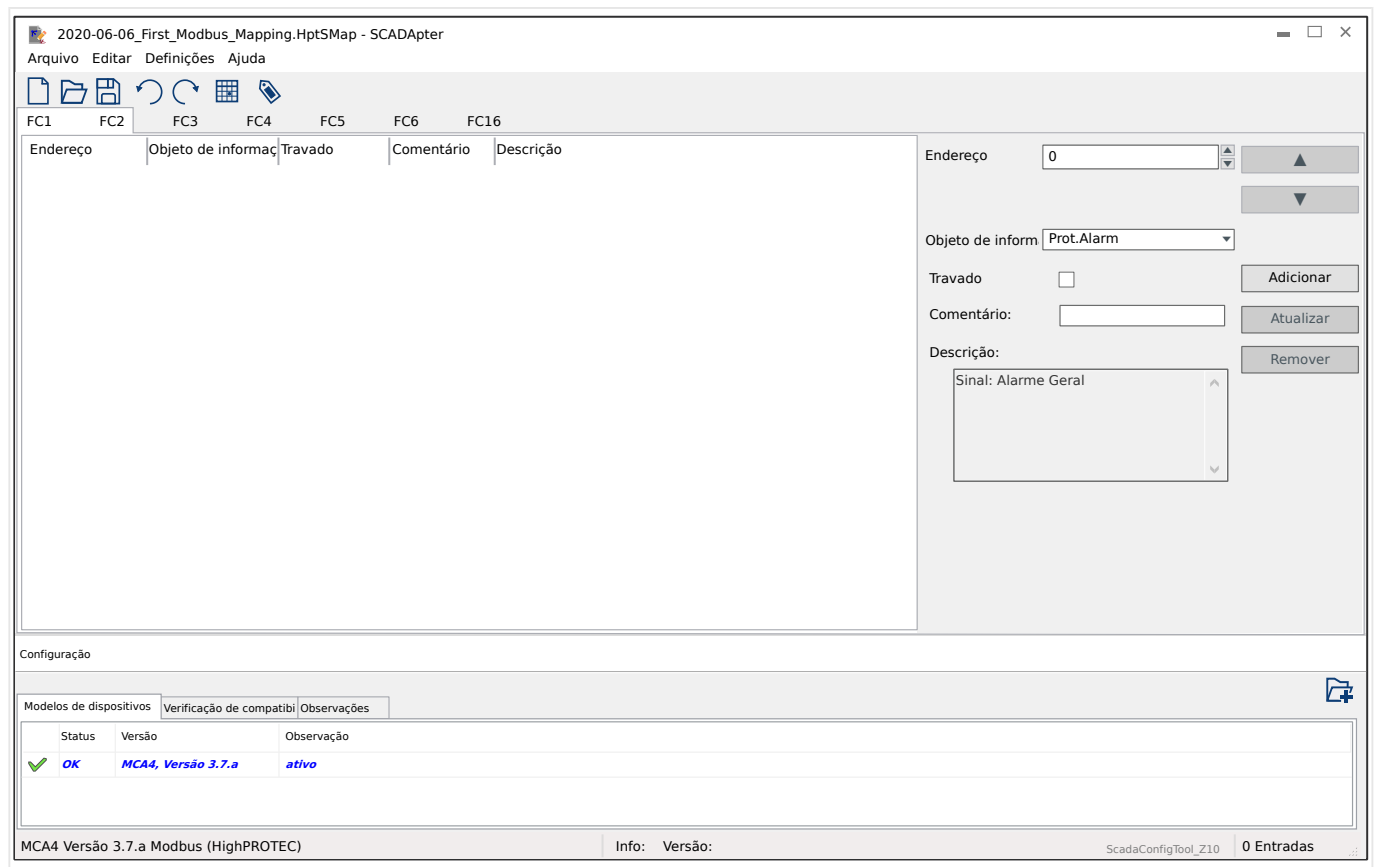 2020-06-06_First_Modbus_Mapping.HptSMap - SCADApter
Arquivo Editar Definições Ajuda
FC1 FC2 FC3 FC4 FC5 FC6 FC16
Endereço Objeto de informaç Travado Comentário Descrição
Endereço 0
Objeto de inform Prot.Alarm
Travado Adicionar
Comentário: Atualizar
Descrição: Remover
Sinal: Alarme Geral
Configuração
Modelos de dispositivos Verificação de compatibi Observações
Status Versão Observação
OK MCA4, Versão 3.7.a ativo
MCA4 Versão 3.7.a Modbus (HighPROTEC) Info: Versão: ScadaConfigTool_Z10 0 Entradas